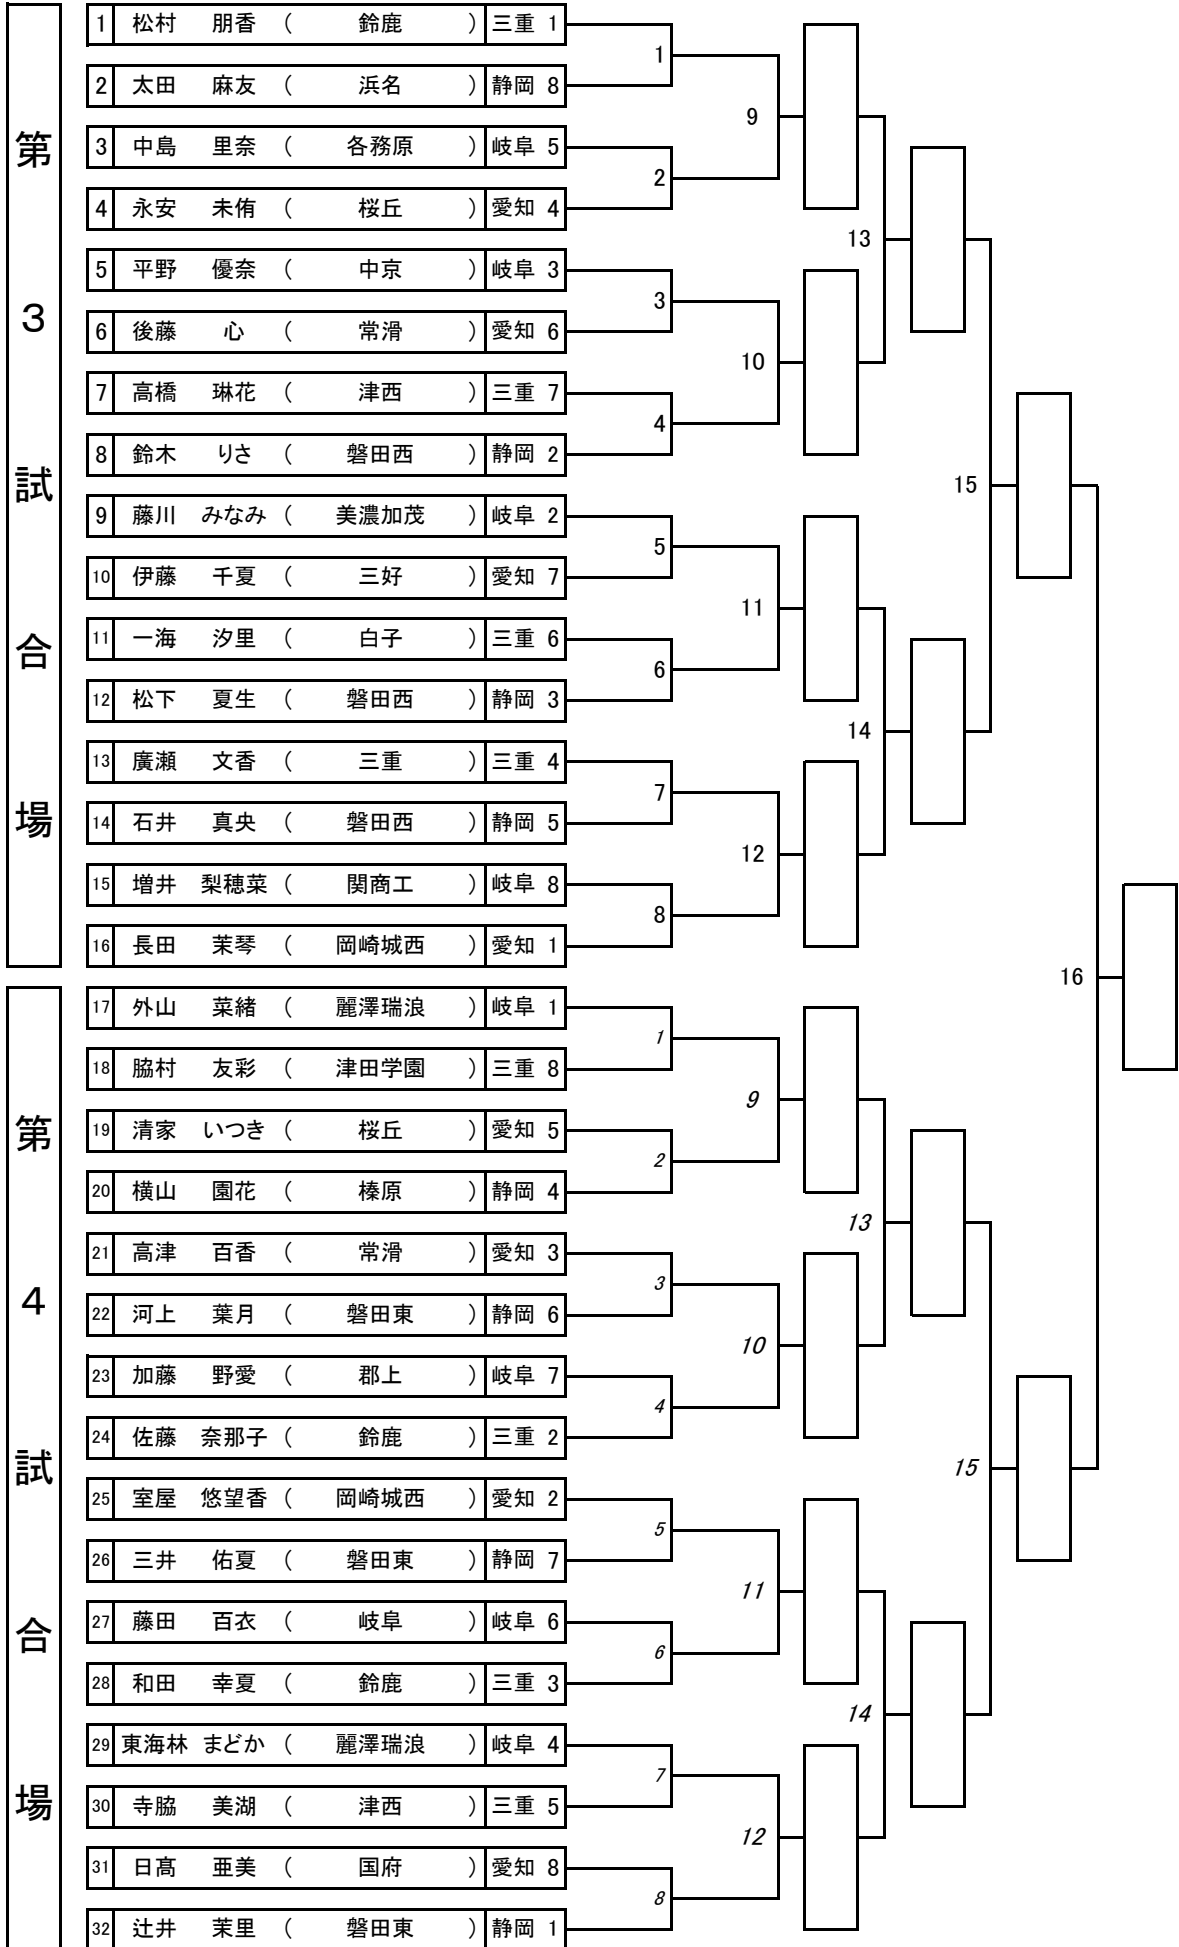 第3試合場
1 松村 朋香 ( 鈴鹿 ) 三重 1
2 太田 麻友 ( 浜名 ) 静岡 8
3 中島 里奈 ( 各務原 ) 岐阜 5
4 永安 未侑 ( 桜丘 ) 愛知 4
5 平野 優奈 ( 中京 ) 岐阜 3
6 後藤 心 ( 常滑 ) 愛知 6
7 高橋 琳花 ( 津西 ) 三重 7
8 鈴木 りさ ( 磐田西 ) 静岡 2
9 藤川 みなみ ( 美濃加茂 ) 岐阜 2
10 伊藤 千夏 ( 三好 ) 愛知 7
11 一海 汐里 ( 白子 ) 三重 6
12 松下 夏生 ( 磐田西 ) 静岡 3
13 廣瀬 文香 ( 三重 ) 三重 4
14 石井 真央 ( 磐田西 ) 静岡 5
15 増井 梨穂菜 ( 関商工 ) 岐阜 8
16 長田 茉琴 ( 岡崎城西 ) 愛知 1
1
2
3
4
5
6
7
8
9
10
11
12
13
14
15
16
第4試合場
17 外山 菜緒 ( 麗澤瑞浪 ) 岐阜 1
18 脇村 友彩 ( 津田学園 ) 三重 8
19 清家 いつき ( 桜丘 ) 愛知 5
20 横山 園花 ( 榛原 ) 静岡 4
21 高津 百香 ( 常滑 ) 愛知 3
22 河上 葉月 ( 磐田東 ) 静岡 6
23 加藤 野愛 ( 郡上 ) 岐阜 7
24 佐藤 奈那子 ( 鈴鹿 ) 三重 2
25 室屋 悠望香 ( 岡崎城西 ) 愛知 2
26 三井 佑夏 ( 磐田東 ) 静岡 7
27 藤田 百衣 ( 岐阜 ) 岐阜 6
28 和田 幸夏 ( 鈴鹿 ) 三重 3
29 東海林 まどか ( 麗澤瑞浪 ) 岐阜 4
30 寺脇 美湖 ( 津西 ) 三重 5
31 日髙 亜美 ( 国府 ) 愛知 8
32 辻井 茉里 ( 磐田東 ) 静岡 1
1
2
3
4
5
6
7
8
9
10
11
12
13
14
15